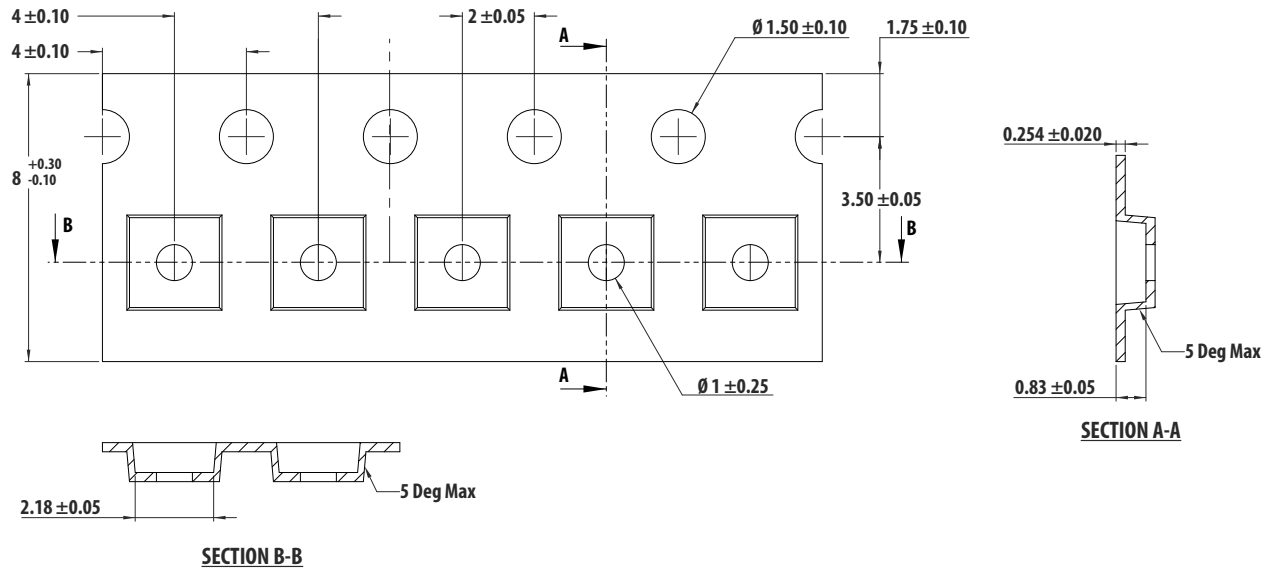 4 ±0.10
2 ±0.05
A
Ø 1.50 ±0.10
1.75 ±0.10
4 ±0.10
0.254 ±0.020
8 +0.30 -0.10
3.50 ±0.05
B
B
5 Deg Max
A
Ø 1 ±0.25
0.83 ±0.05
SECTION A-A
5 Deg Max
2.18 ±0.05
SECTION B-B